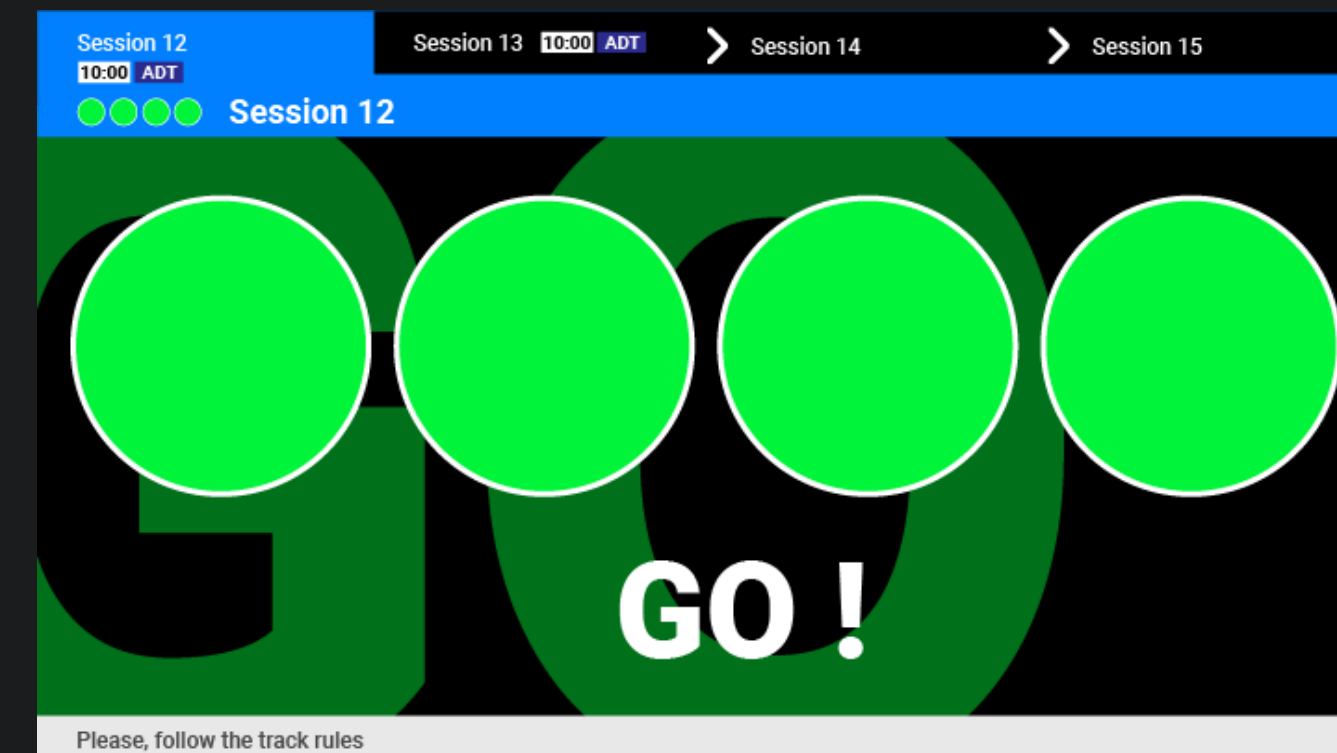 Session 12
10:00 ADT
Session 13 10:00 ADT
Session 14
Session 15
Session 12
GO
GO !
Please, follow the track rules